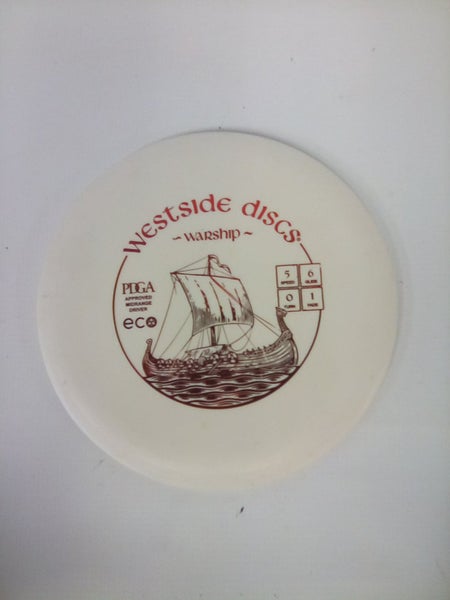 WESTSIDE DISCS
~WARSHIP~
PDGA
APPROVED
MIDRANGE
DRIVER
eco
5 6
SPEED GLIDE
0 1
TURN FADE